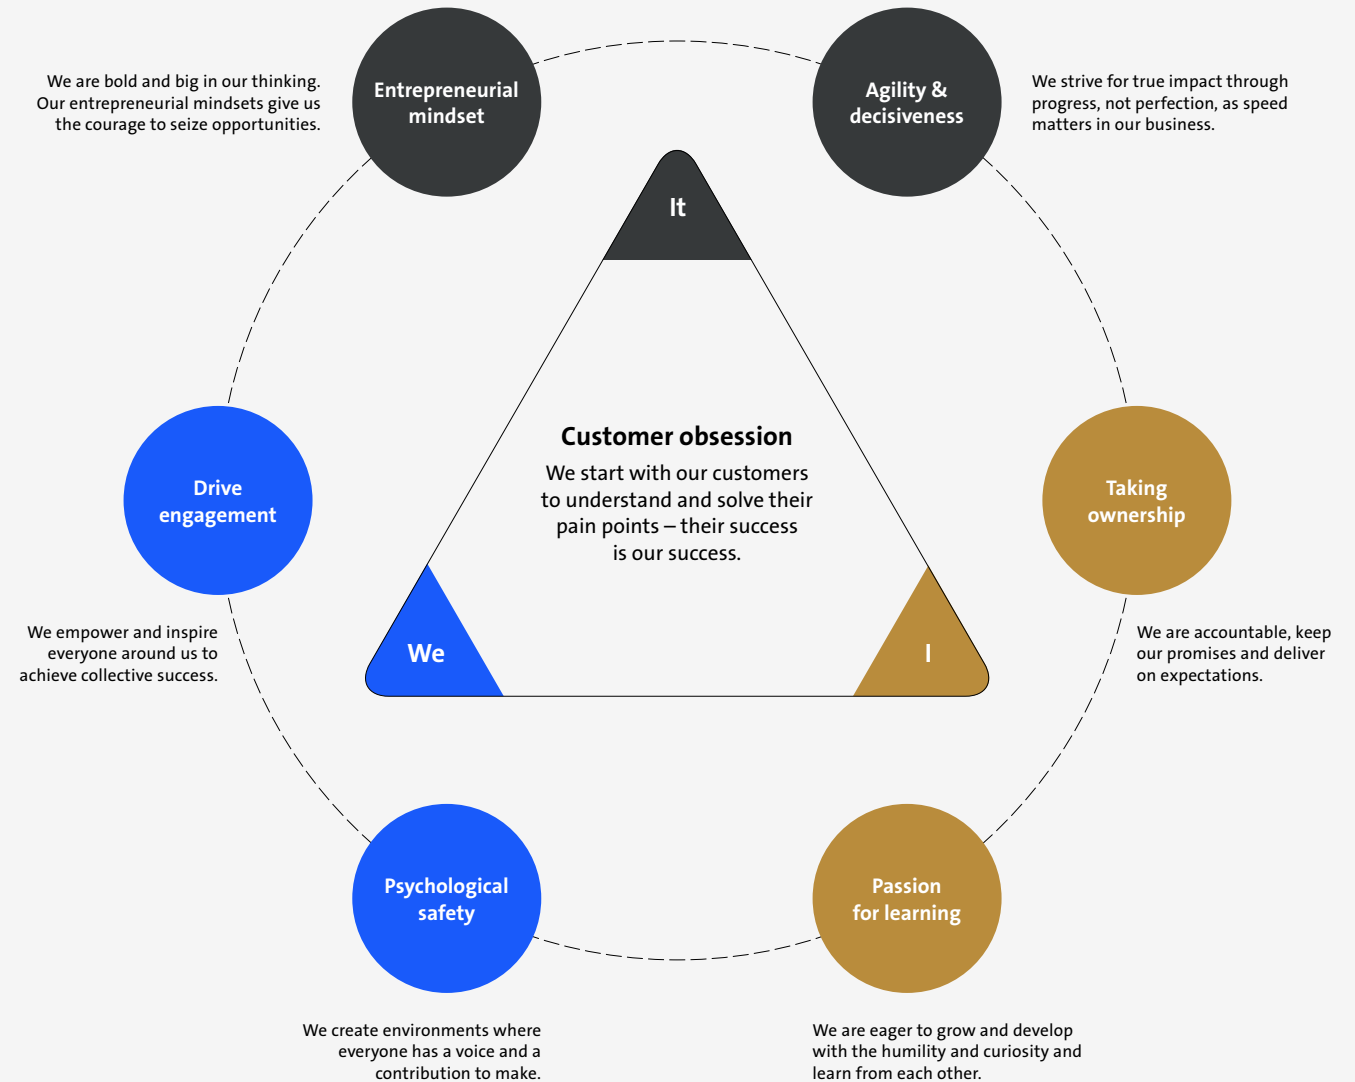 We are bold and big in our thinking.
Our entrepreneurial mindsets give us
the courage to seize opportunities.
Entrepreneurial
mindset
Agility &
decisiveness
We strive for true impact through
progress, not perfection, as speed
matters in our business.
It
Customer obsession
We start with our customers
to understand and solve their
pain points – their success
is our success.
Drive
engagement
Taking
ownership
We empower and inspire
everyone around us to
achieve collective success.
We
I
We are accountable, keep
our promises and deliver
on expectations.
Psychological
safety
Passion
for learning
We create environments where
everyone has a voice and a
contribution to make.
We are eager to grow and develop
with the humility and curiosity and
learn from each other.